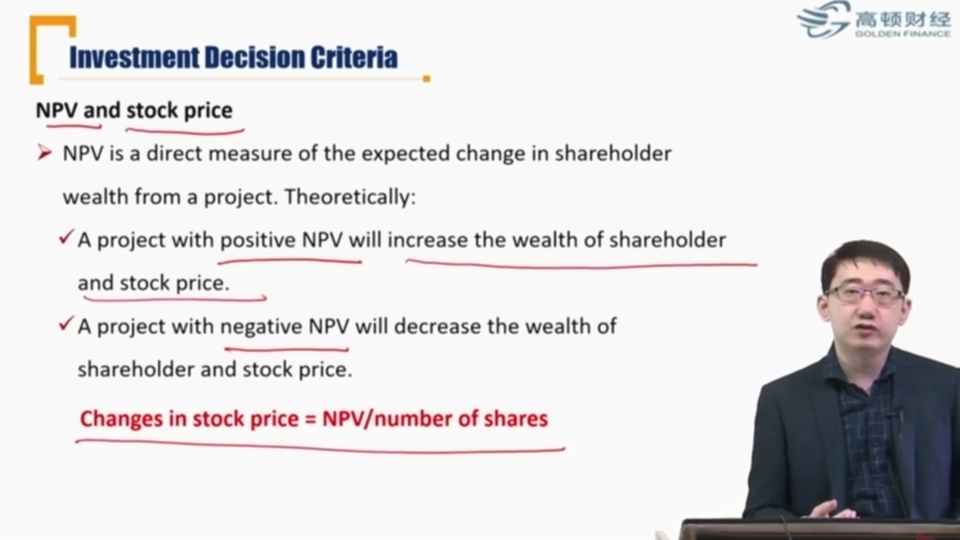 高顿财经
GOLDEN FINANCE
Investment Decision Criteria
NPV and stock price
NPV is a direct measure of the expected change in shareholder
wealth from a project. Theoretically:
A project with positive NPV will increase the wealth of shareholder
and stock price.
A project with negative NPV will decrease the wealth of
shareholder and stock price.
Changes in stock price = NPV/number of shares